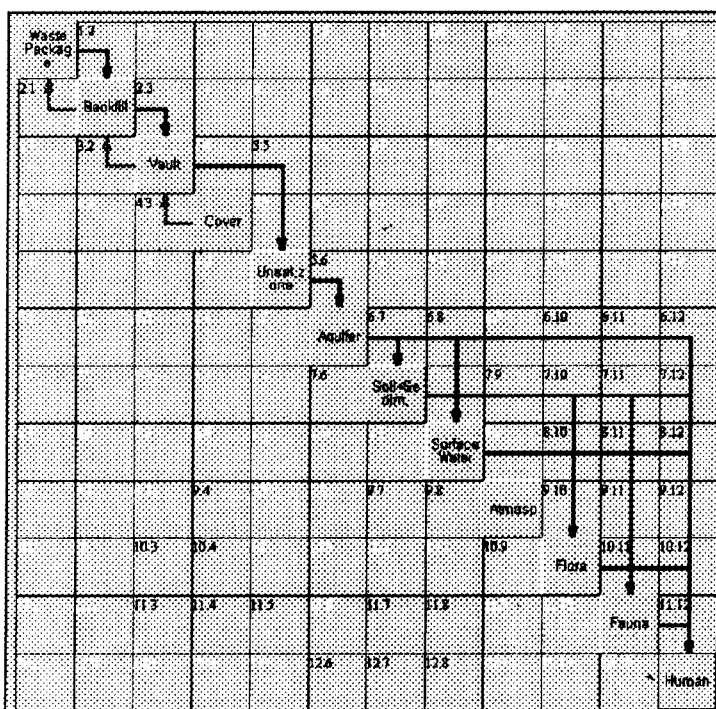 1.2
Waste
Packag
e
2.1
Backfill
2.3
3.2
Vault
3.5
4.3
Cover
5.6
Unsat.z
one
6.7 6.8 6.10 6.11 6.12
Aquifer
7.6 7.9 7.10 7.11 7.12
Soil+Se
dim.
8.10 8.11 8.12
Surface
Water
9.4 9.7 9.8 9.10 9.11 9.12
Atmosp
10.3 10.4 10.9 10.11 10.12
Flora
11.3 11.4 11.5 11.7 11.8 11.12
Fauna
12.6 12.7 12.8
Human